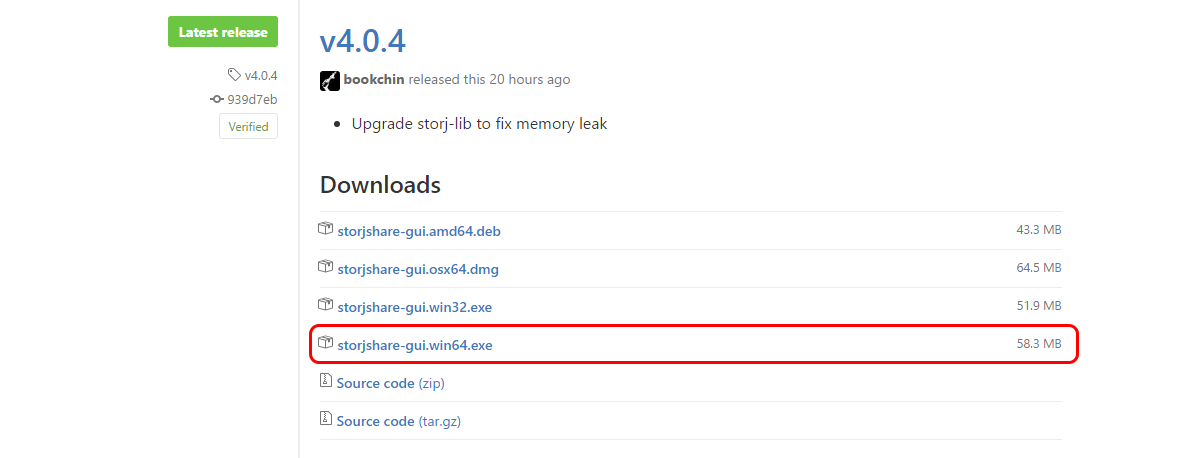 Latest release
v4.0.4
939d7eb
Verified
v4.0.4
bookchin released this 20 hours ago
• Upgrade storj-lib to fix memory leak
Downloads
storjshare-gui.amd64.deb 43.3 MB
storjshare-gui.osx64.dmg 64.5 MB
storjshare-gui.win32.exe 51.9 MB
storjshare-gui.win64.exe 58.3 MB
Source code (zip)
Source code (tar.gz)